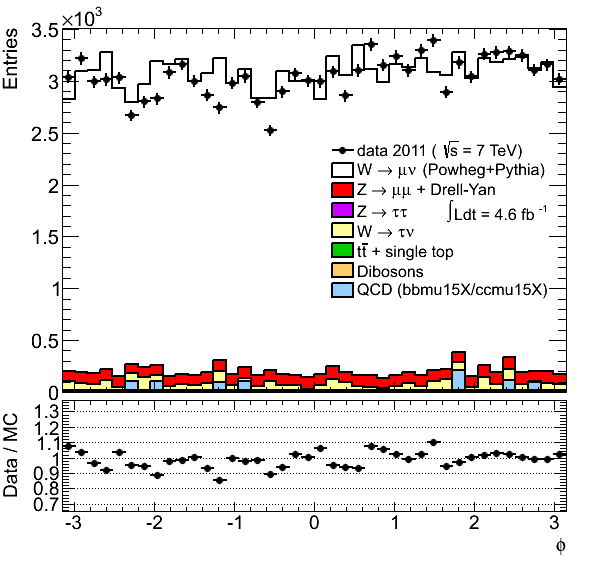 ×10³
Entries
3.5
3
2.5
2
1.5
1
0.5
0
data 2011 ( √s = 7 TeV)
W → μν (Powheg+Pythia)
Z → μμ + Drell-Yan
Z → ττ
∫Ldt = 4.6 fb⁻¹
W → τν
tt̄ + single top
Dibosons
QCD (bbmu15X/ccmu15X)
Data / MC
1.3
1.2
1.1
1
0.9
0.8
0.7
-3 -2 -1 0 1 2 3
ϕ